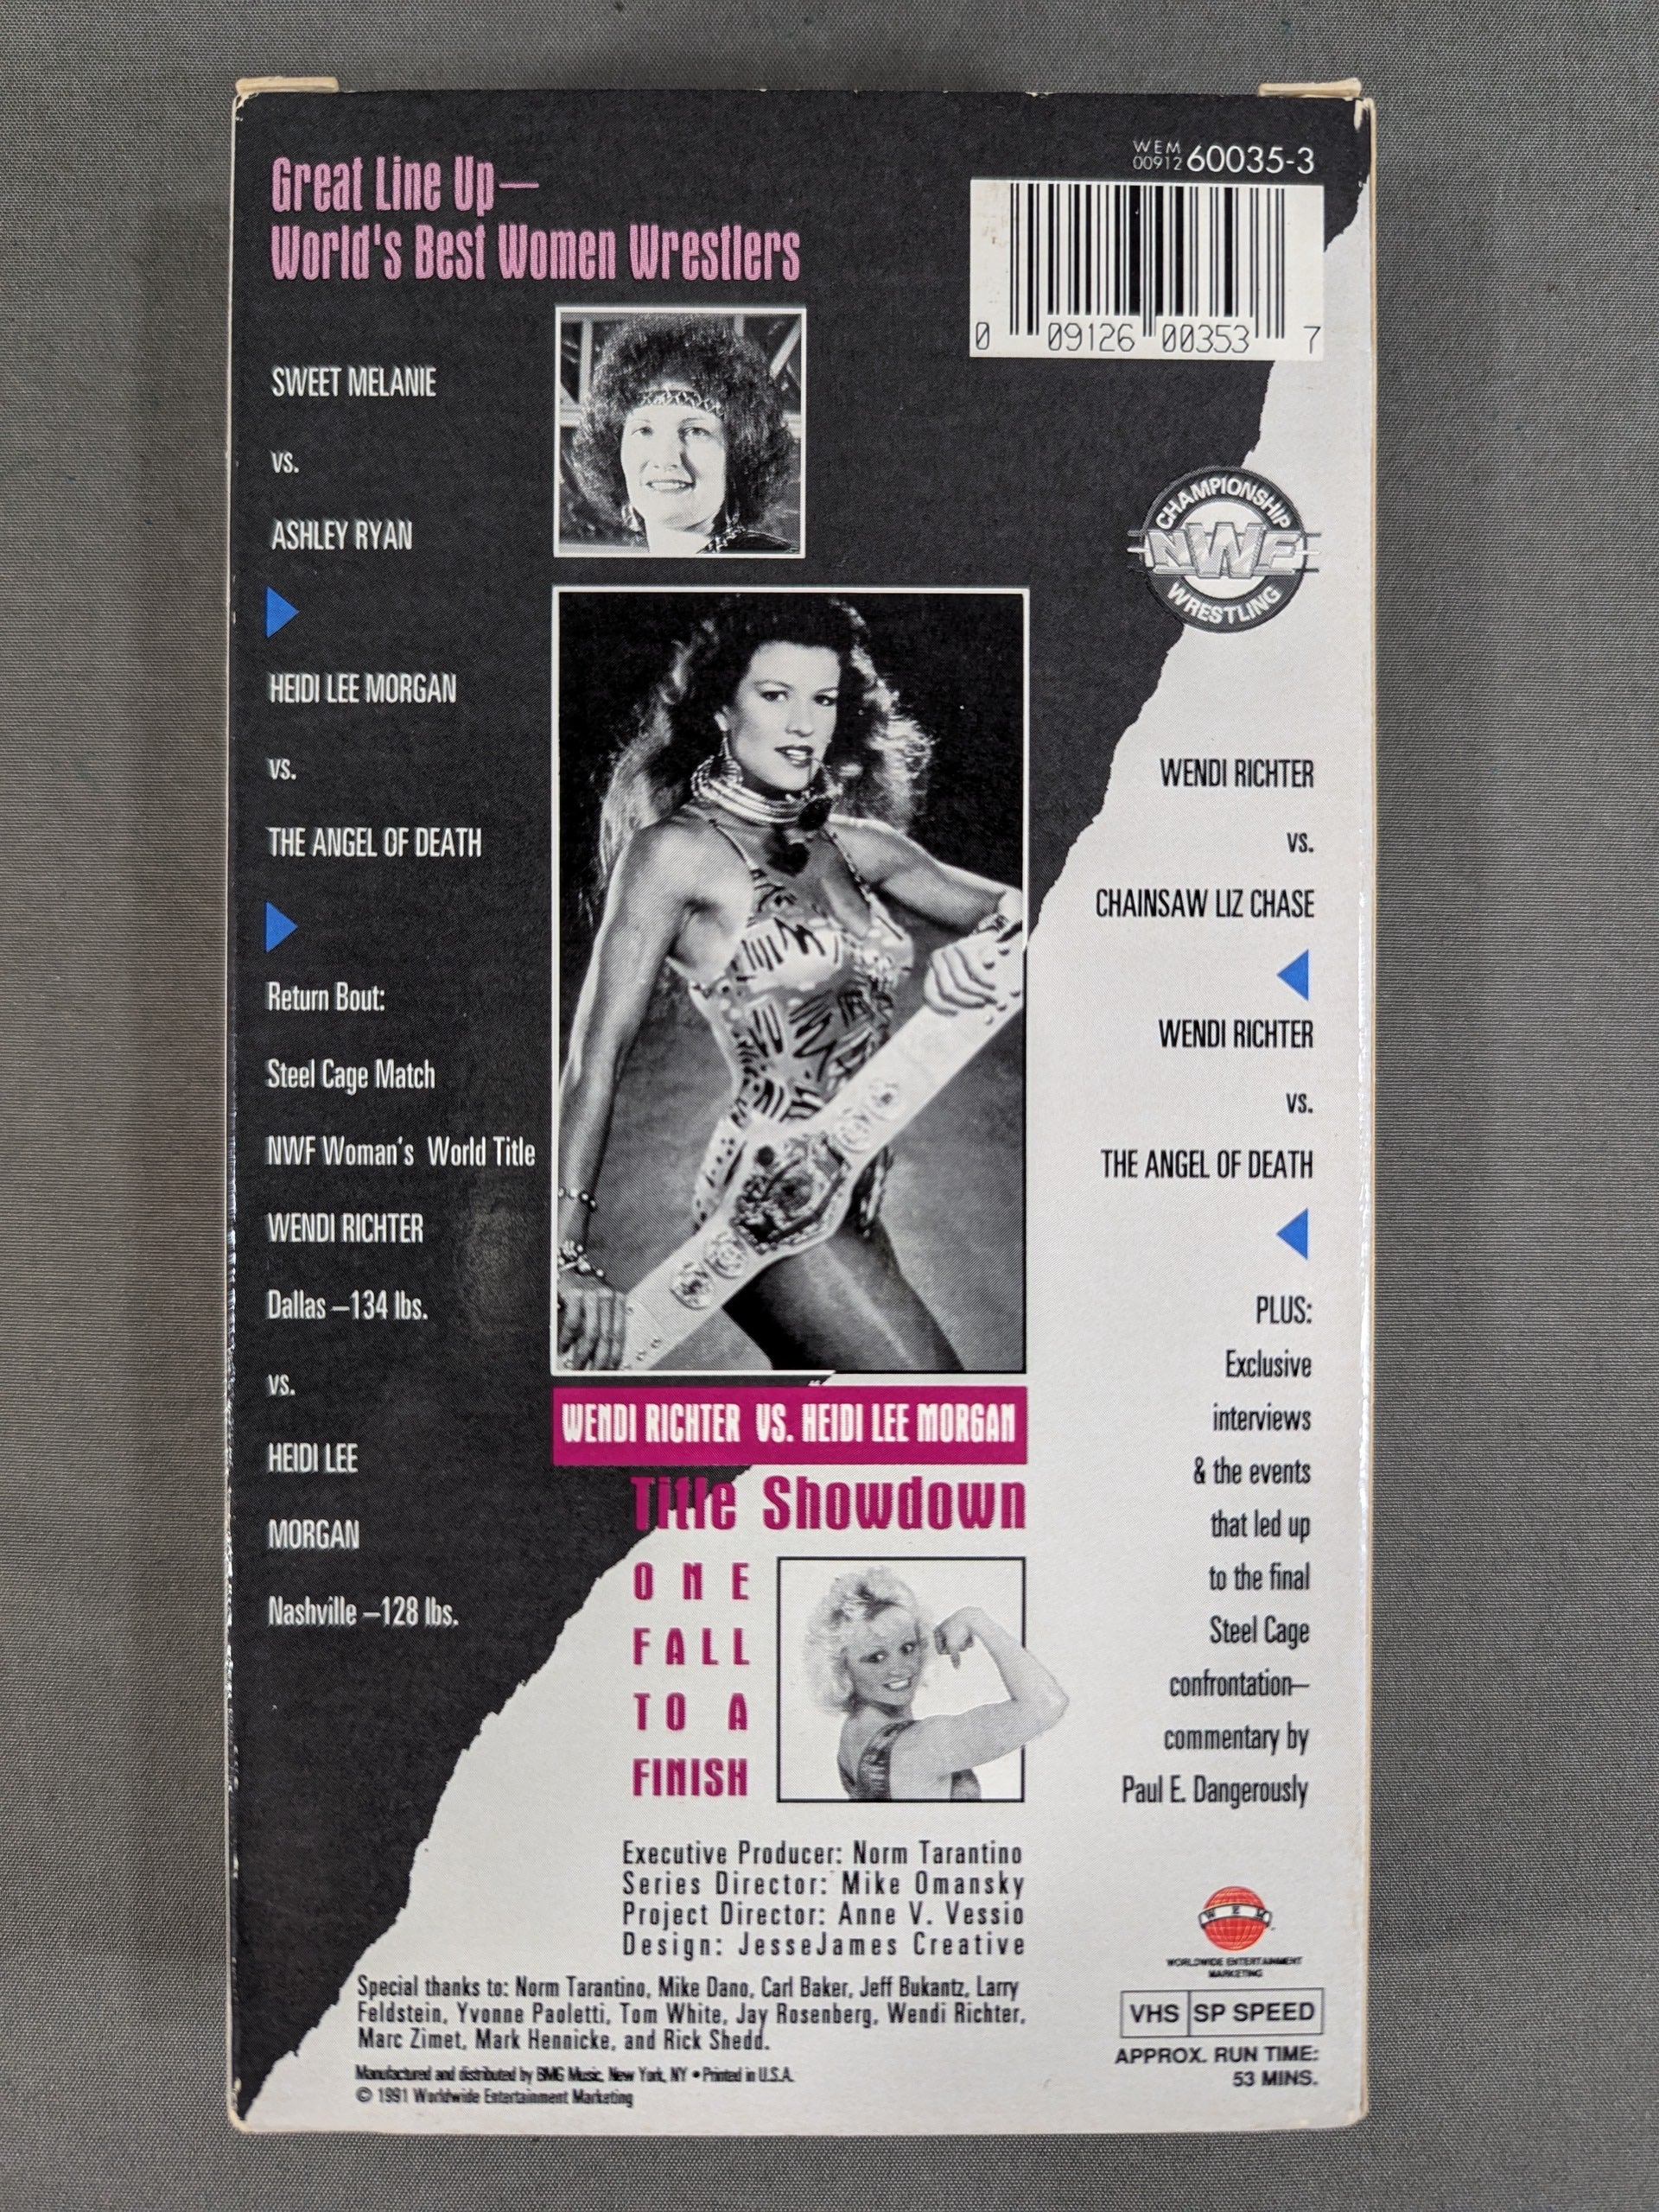 Great Line Up—
World's Best Women Wrestlers
WEM
00912 60035-3
0 09126 00353 7
SWEET MELANIE
vs.
ASHLEY RYAN
HEIDI LEE MORGAN
vs.
THE ANGEL OF DEATH
Return Bout:
Steel Cage Match
NWF Woman's World Title
WENDI RICHTER
Dallas –134 lbs.
vs.
HEIDI LEE
MORGAN
Nashville –128 lbs.
CHAMPIONSHIP
NWF
WRESTLING
WENDI RICHTER
vs.
CHAINSAW LIZ CHASE
WENDI RICHTER
vs.
THE ANGEL OF DEATH
PLUS:
Exclusive
interviews
& the events
that led up
to the final
Steel Cage
confrontation–
commentary by
Paul E. Dangerously
WENDI RICHTER VS. HEIDI LEE MORGAN
Title Showdown
ONE
FALL
TO A
FINISH
Executive Producer: Norm Tarantino
Series Director: Mike Omansky
Project Director: Anne V. Vessio
Design: JesseJames Creative
Special thanks to: Norm Tarantino, Mike Dano, Carl Baker, Jeff Bukantz, Larry
Feldstein, Yvonne Paoletti, Tom White, Jay Rosenberg, Wendi Richter,
Marc Zimet, Mark Hennicke, and Rick Shedd.
Manufactured and distributed by BMG Music, New York, NY • Printed in U.S.A.
© 1991 Worldwide Entertainment Marketing
WEM
WORLDWIDE ENTERTAINMENT
MARKETING
VHS SP SPEED
APPROX. RUN TIME:
53 MINS.